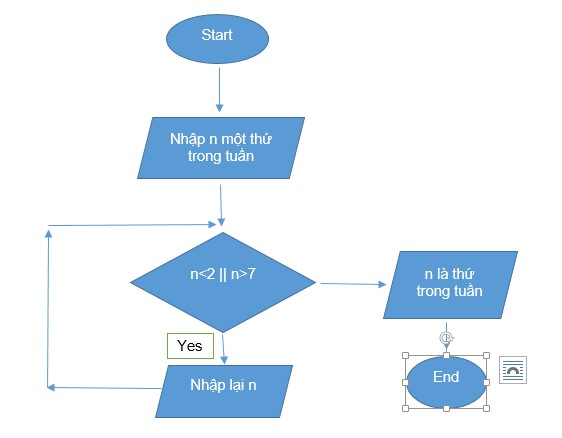 Start
Nhập n một thứ
trong tuần
n<2 || n>7
n là thứ
trong tuần
Yes
Nhập lại n
End